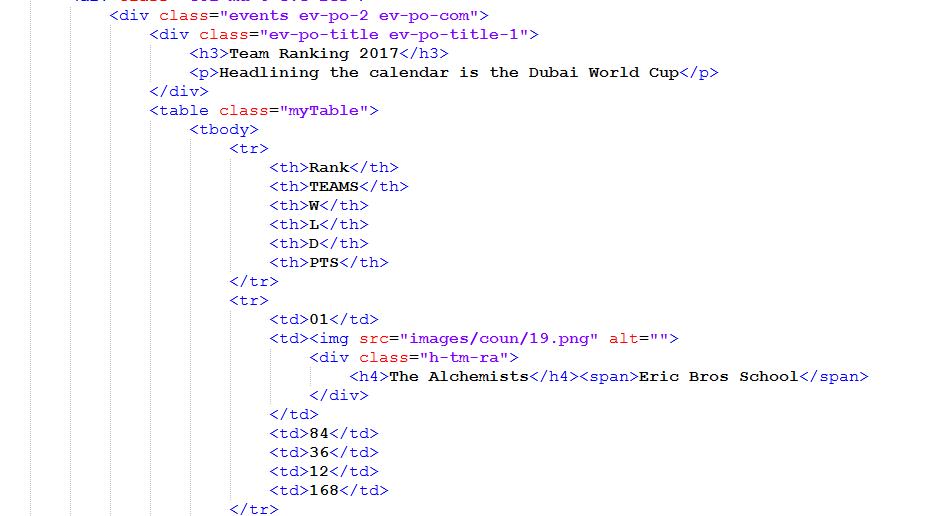 <div class="events ev-po-2 ev-po-com">
<div class="ev-po-title ev-po-title-1">
<h3>Team Ranking 2017</h3>
<p>Headlining the calendar is the Dubai World Cup</p>
</div>
<table class="myTable">
<tbody>
<tr>
<th>Rank</th>
<th>TEAMS</th>
<th>W</th>
<th>L</th>
<th>D</th>
<th>PTS</th>
</tr>
<tr>
<td>01</td>
<td><img src="images/coun/19.png" alt="">
<div class="h-tm-ra">
<h4>The Alchemists</h4><span>Eric Bros School</span>
</div>
</td>
<td>84</td>
<td>36</td>
<td>12</td>
<td>168</td>
</tr>